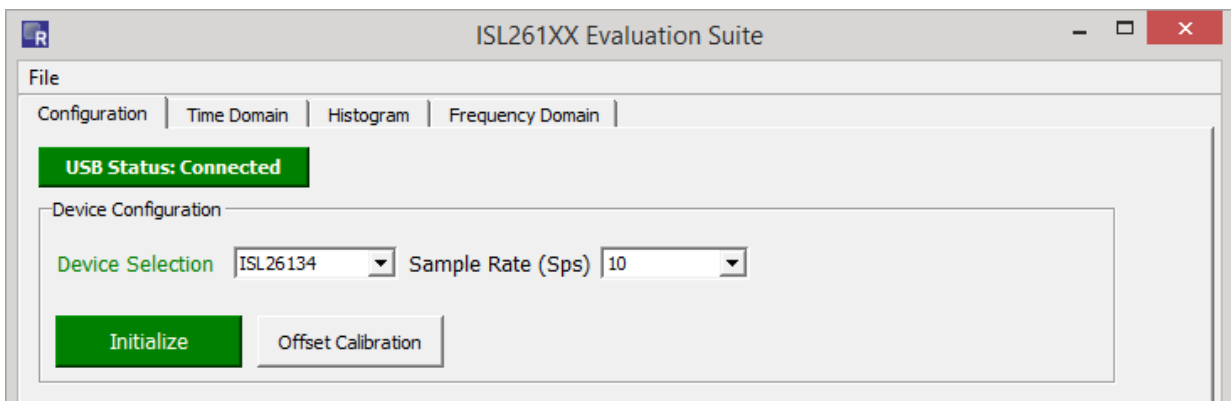 R
ISL261XX Evaluation Suite
File
Configuration Time Domain Histogram Frequency Domain
USB Status: Connected
Device Configuration
Device Selection ISL26134 Sample Rate (Sps) 10
Initialize Offset Calibration